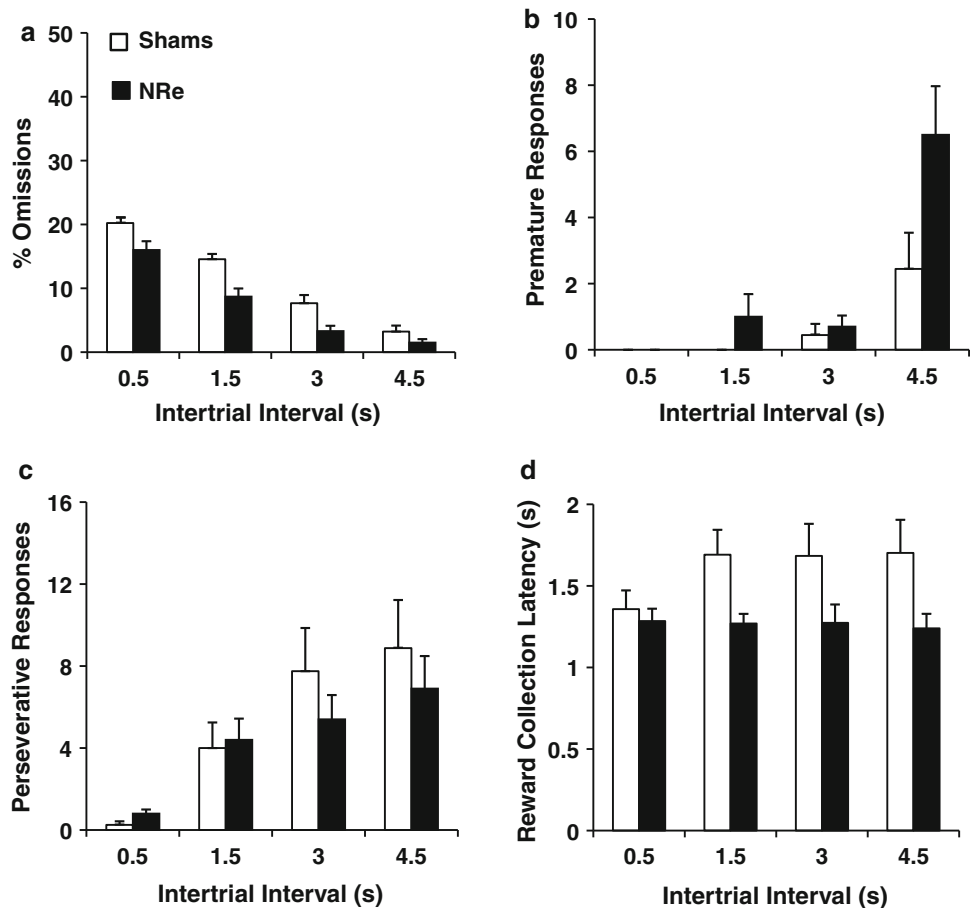 a
50
40
30
20
10
0
% Omissions
Shams
NRe
0.5 1.5 3 4.5
Intertrial Interval (s)
b
10
8
6
4
2
0
Premature Responses
0.5 1.5 3 4.5
Intertrial Interval (s)
c
16
12
8
4
0
Perseverative Responses
0.5 1.5 3 4.5
Intertrial Interval (s)
d
2
1.5
1
0.5
0
Reward Collection Latency (s)
0.5 1.5 3 4.5
Intertrial Interval (s)